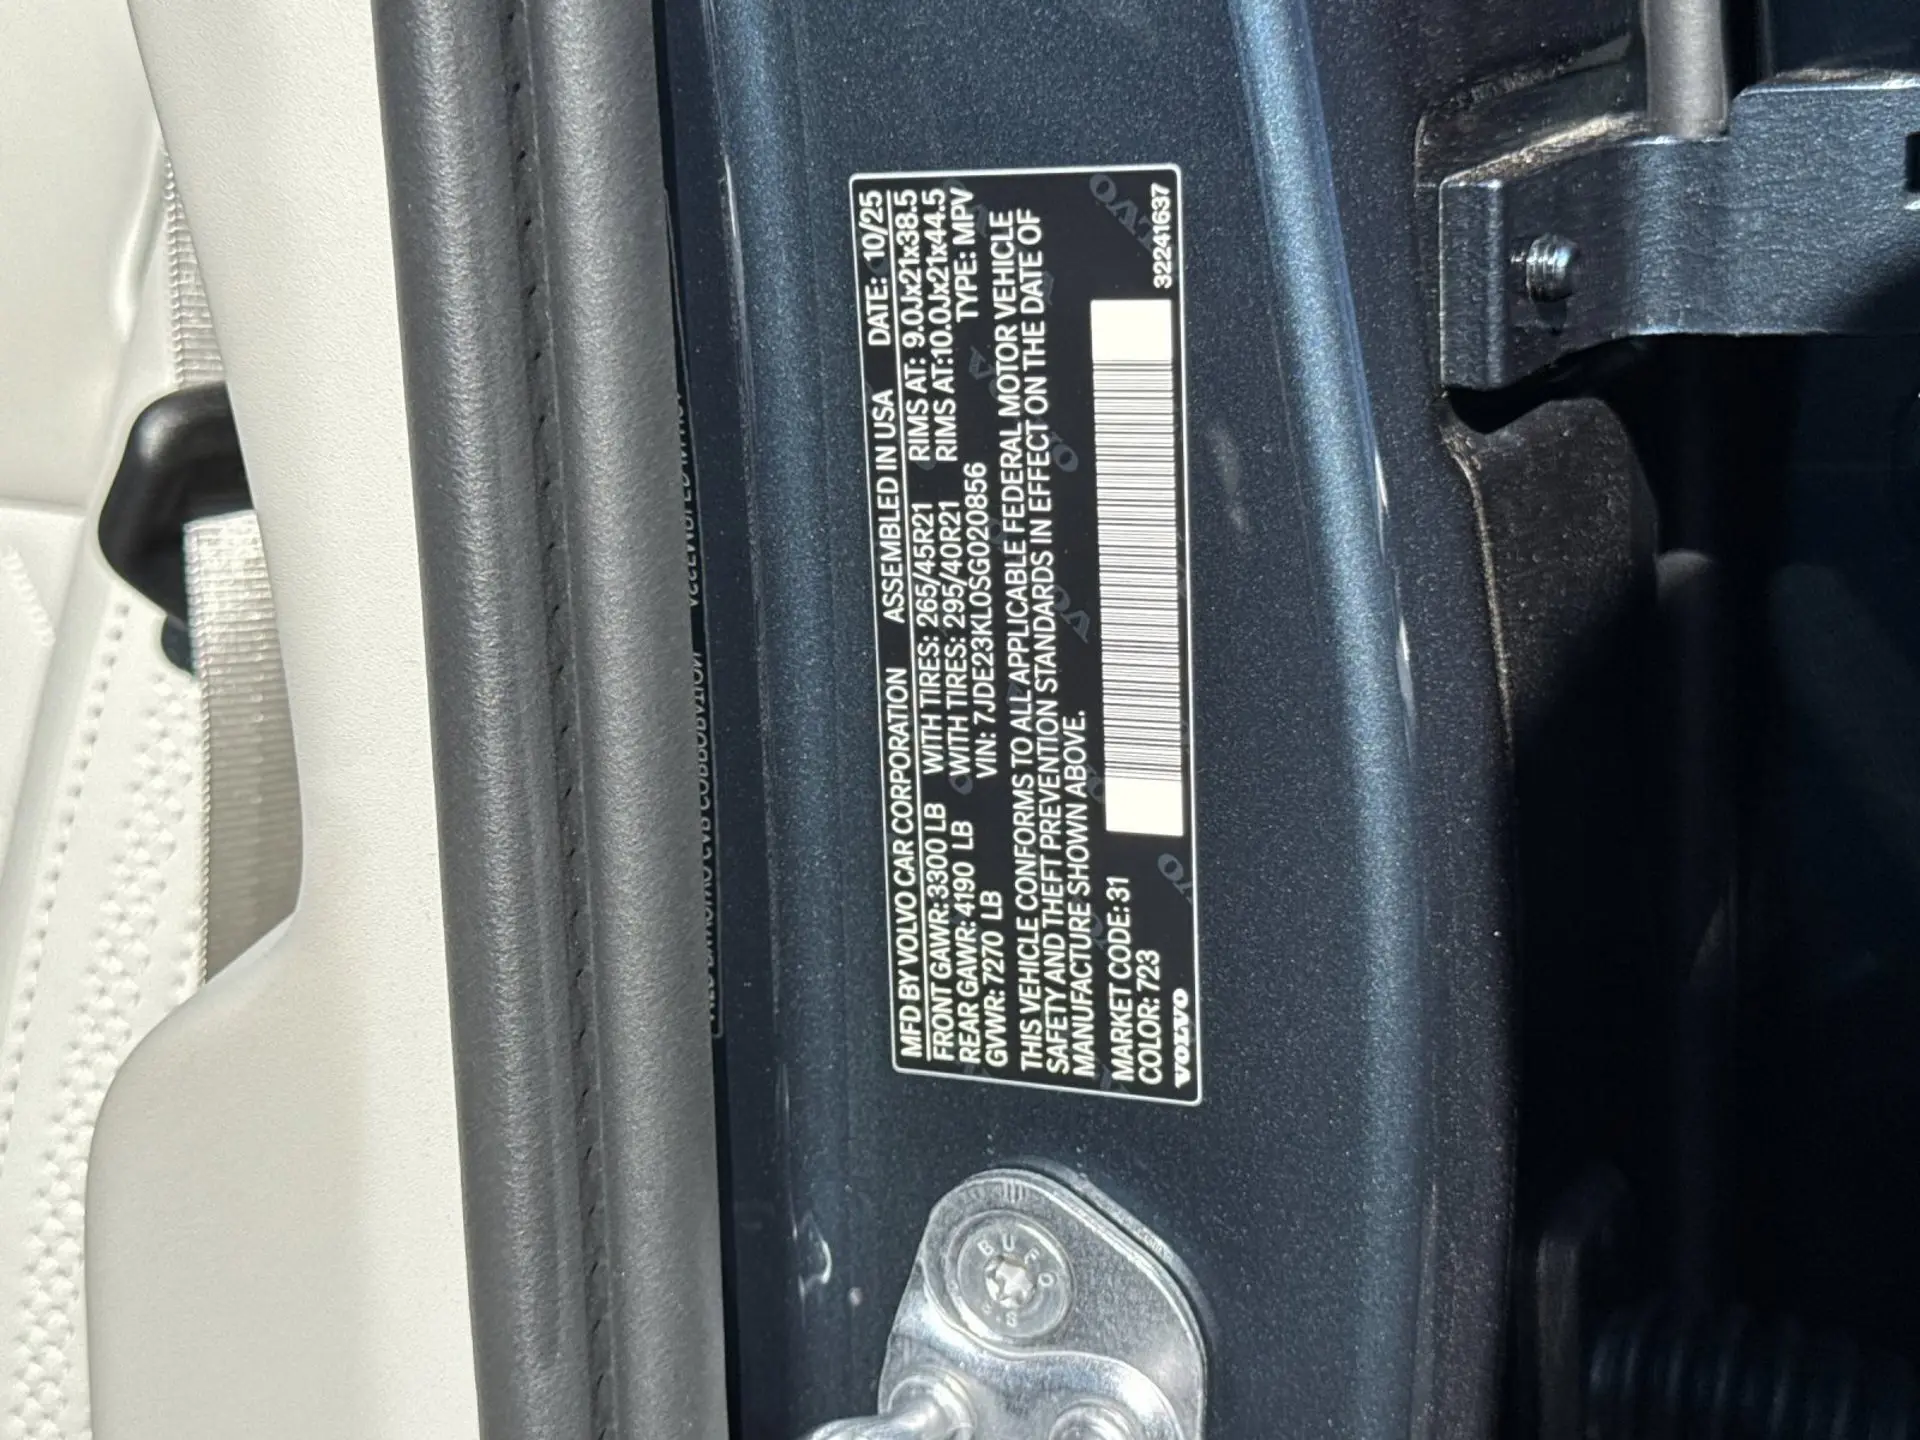 MFD BY VOLVO CAR CORPORATION ASSEMBLED IN USA DATE: 10/25
FRONT GAWR: 3300 LB WITH TIRES: 265/45R21 RIMS AT: 9.0Jx21x38.5
REAR GAWR: 4190 LB WITH TIRES: 295/40R21 RIMS AT:10.0Jx21x44.5
GVWR: 7270 LB VIN: 7JDE23KL0SG020856 TYPE: MPV
THIS VEHICLE CONFORMS TO ALL APPLICABLE FEDERAL MOTOR VEHICLE
SAFETY AND THEFT PREVENTION STANDARDS IN EFFECT ON THE DATE OF
MANUFACTURE SHOWN ABOVE.
MARKET CODE: 31
COLOR: 723
VOLVO 32241637
BUFO